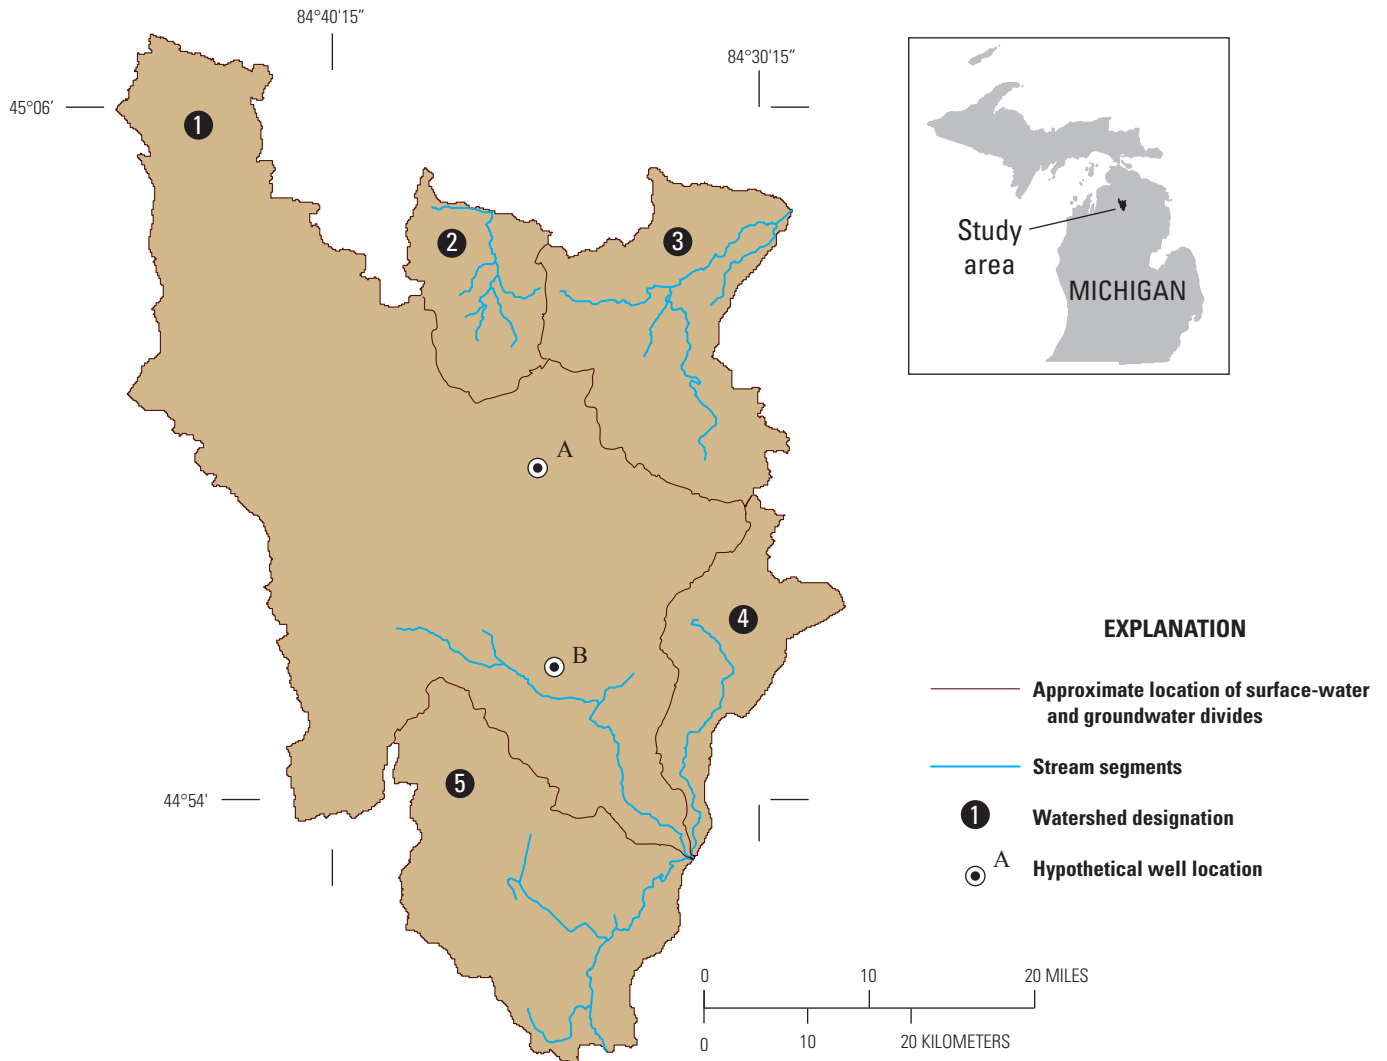 84°40'15"
84°30'15"
45°06'
1
2
3
Study
area
MICHIGAN
A
B
4
5
44°54'
EXPLANATION
Approximate location of surface-water
and groundwater divides
Stream segments
1
Watershed designation
A
Hypothetical well location
0
10
20 MILES
0
10
20 KILOMETERS